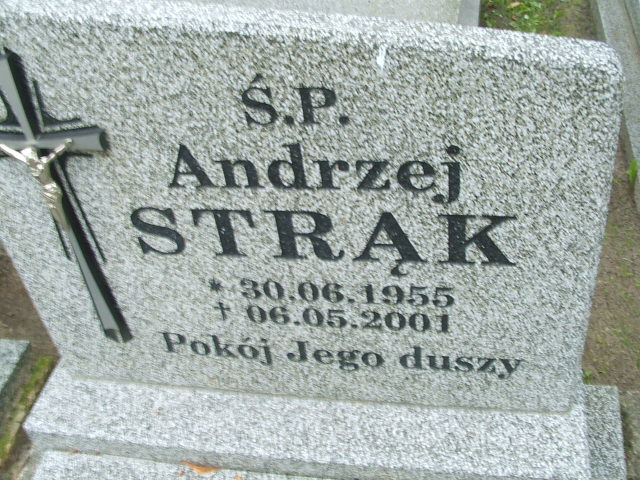 Ś.P.
Andrzej
STRĄK
* 30.06.1955
† 06.05.2001
Pokój Jego duszy